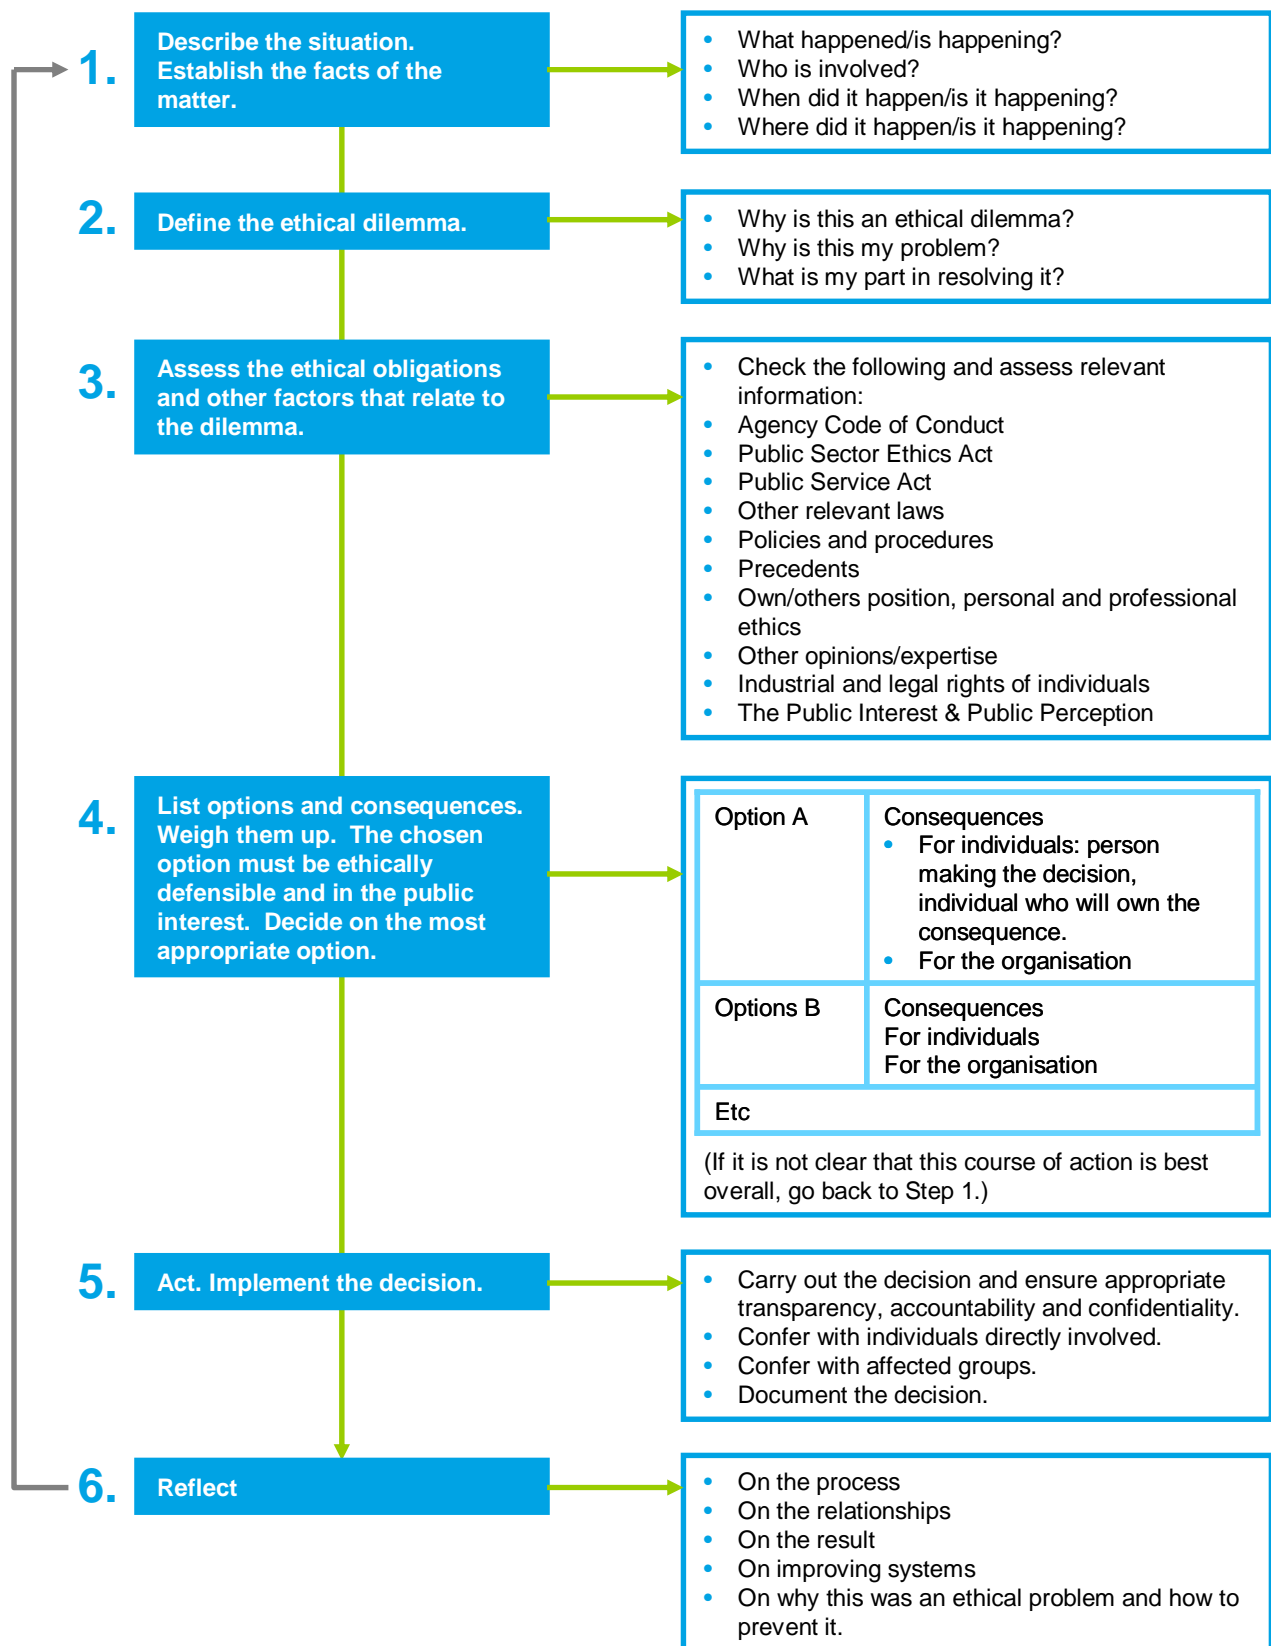 1.
Describe the situation.
Establish the facts of the
matter.
• What happened/is happening?
• Who is involved?
• When did it happen/is it happening?
• Where did it happen/is it happening?
2.
Define the ethical dilemma.
• Why is this an ethical dilemma?
• Why is this my problem?
• What is my part in resolving it?
3.
Assess the ethical obligations
and other factors that relate to
the dilemma.
• Check the following and assess relevant
information:
• Agency Code of Conduct
• Public Sector Ethics Act
• Public Service Act
• Other relevant laws
• Policies and procedures
• Precedents
• Own/others position, personal and professional
ethics
• Other opinions/expertise
• Industrial and legal rights of individuals
• The Public Interest & Public Perception
4.
List options and consequences.
Weigh them up. The chosen
option must be ethically
defensible and in the public
interest. Decide on the most
appropriate option.
Option A
Consequences
• For individuals: person
making the decision,
individual who will own the
consequence.
• For the organisation
Options B
Consequences
For individuals
For the organisation
Etc
(If it is not clear that this course of action is best
overall, go back to Step 1.)
5.
Act. Implement the decision.
• Carry out the decision and ensure appropriate
transparency, accountability and confidentiality.
• Confer with individuals directly involved.
• Confer with affected groups.
• Document the decision.
6.
Reflect
• On the process
• On the relationships
• On the result
• On improving systems
• On why this was an ethical problem and how to
prevent it.